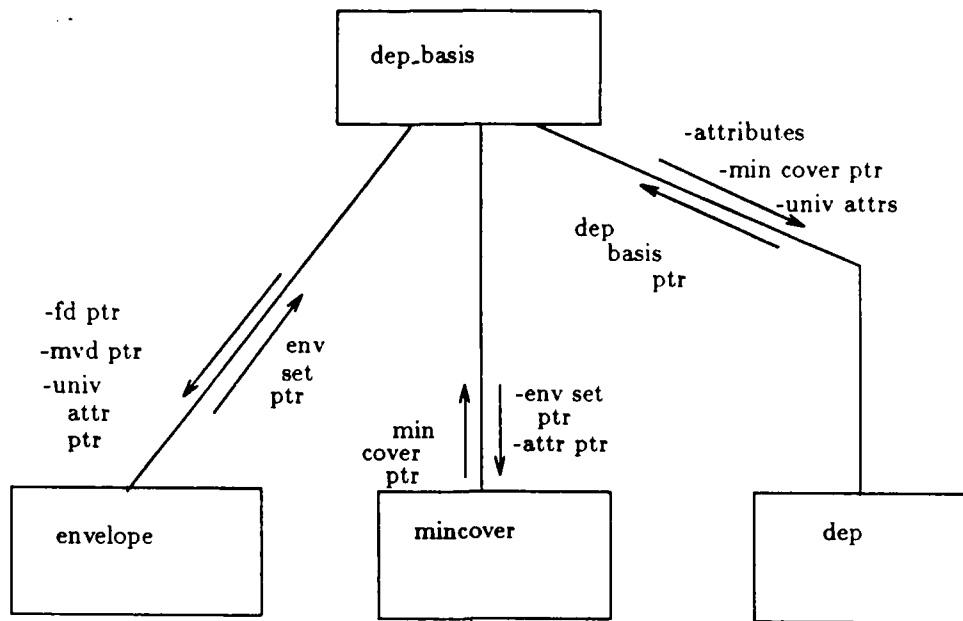 dep_basis
-attributes
-min cover ptr
-univ attrs
dep
basis
ptr
-fd ptr
-mvd ptr
-univ
attr
ptr
env
set
ptr
min
cover
ptr
-env set
ptr
-attr ptr
envelope
mincover
dep